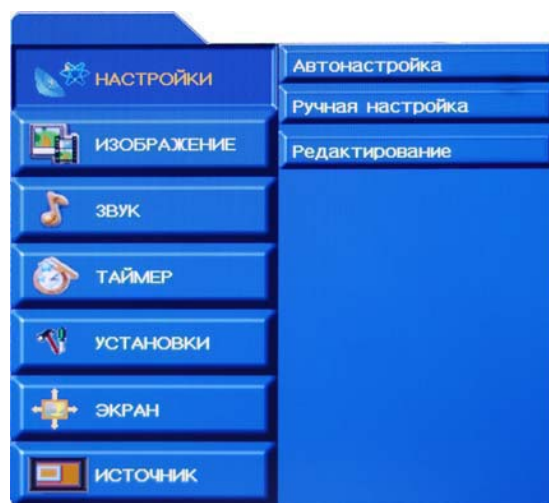 НАСТРОЙКИ
Автонастройка
Ручная настройка
Редактирование
ИЗОБРАЖЕНИЕ
ЗВУК
ТАЙМЕР
УСТАНОВКИ
ЭКРАН
ИСТОЧНИК